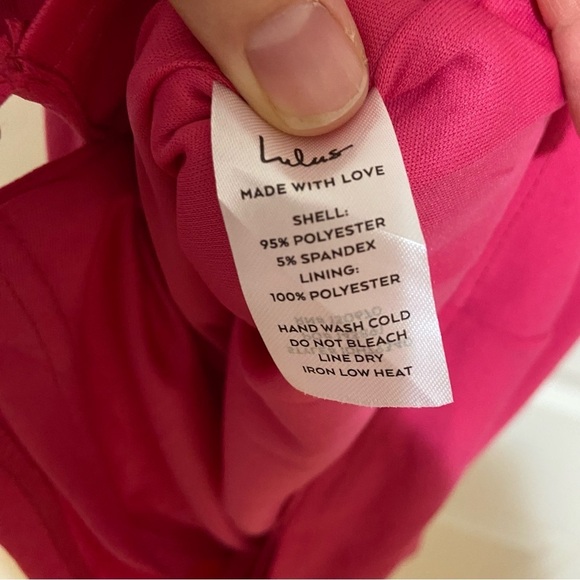 Lulus
MADE WITH LOVE
SHELL:
95% POLYESTER
5% SPANDEX
LINING:
100% POLYESTER
HAND WASH COLD
DO NOT BLEACH
LINE DRY
IRON LOW HEAT